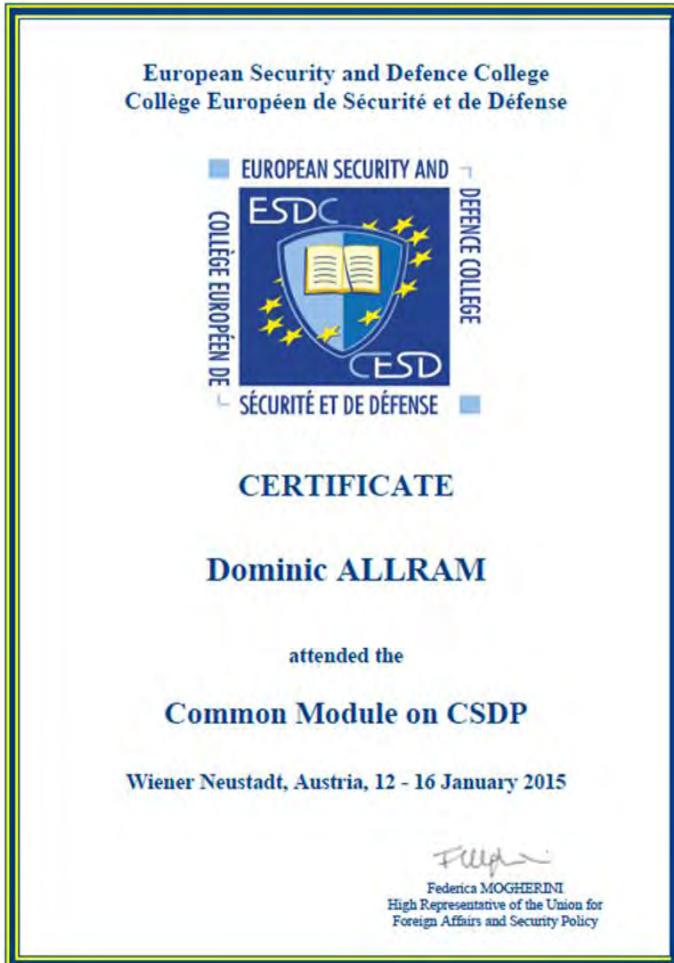 European Security and Defence College
Collège Européen de Sécurité et de Défense
EUROPEAN SECURITY AND
DEFENCE COLLEGE
COLLÈGE EUROPÉEN DE
SÉCURITÉ ET DE DÉFENSE
ESDC
CESD
CERTIFICATE
Dominic ALLRAM
attended the
Common Module on CSDP
Wiener Neustadt, Austria, 12 - 16 January 2015
Federica MOGHERINI
High Representative of the Union for
Foreign Affairs and Security Policy